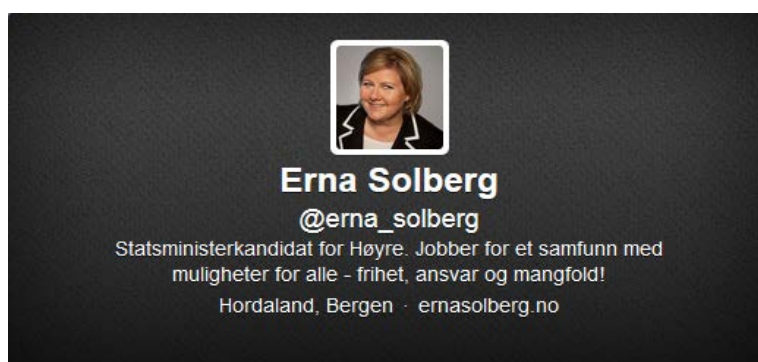 Erna Solberg
@erna_solberg
Statsministerkandidat for Høyre. Jobber for et samfunn med
muligheter for alle - frihet, ansvar og mangfold!
Hordaland, Bergen · ernasolberg.no